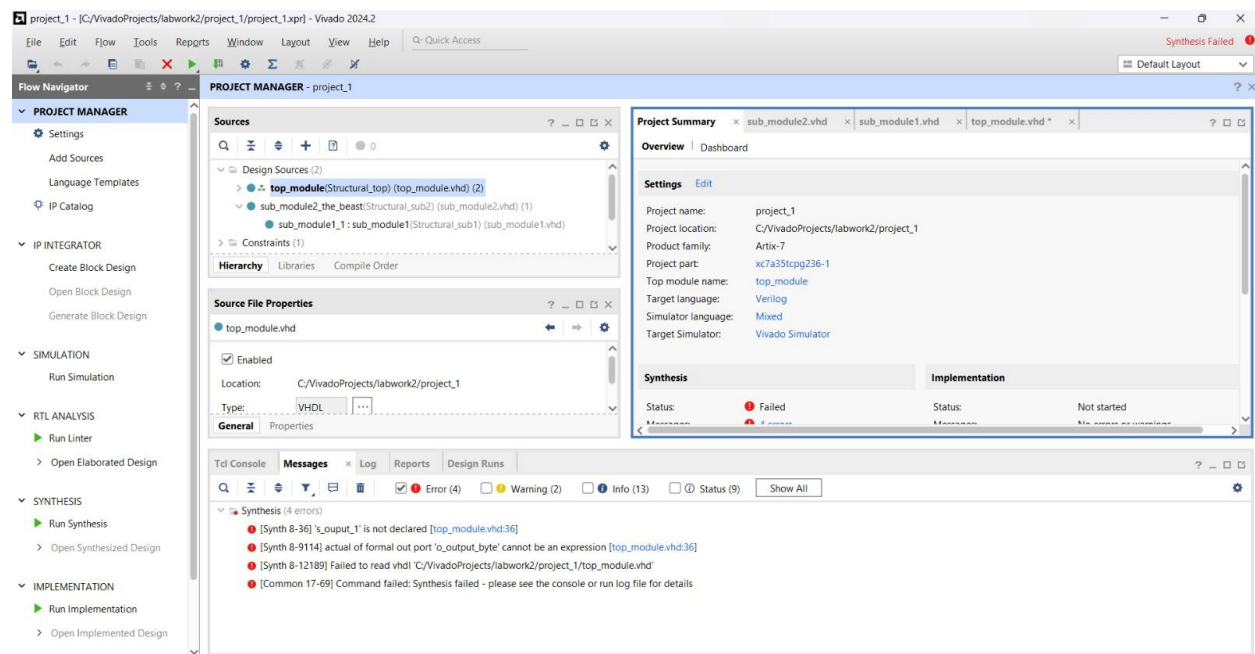 project_1 - [C:/VivadoProjects/labwork2/project_1/project_1.xpr] - Vivado 2024.2
File Edit Flow Tools Reports Window Layout View Help Q- Quick Access
Synthesis Failed
Default Layout
Flow Navigator
PROJECT MANAGER
Settings
Add Sources
Language Templates
IP Catalog
IP INTEGRATOR
Create Block Design
Open Block Design
Generate Block Design
SIMULATION
Run Simulation
RTL ANALYSIS
Run Linter
Open Elaborated Design
SYNTHESIS
Run Synthesis
Open Synthesized Design
IMPLEMENTATION
Run Implementation
Open Implemented Design
PROJECT MANAGER - project_1
Sources
0
Design Sources (2)
top_module(Structural_top) (top_module.vhd) (2)
sub_module2_the_beast(Structural_sub2) (sub_module2.vhd) (1)
sub_module1_1 : sub_module1(Structural_sub1) (sub_module1.vhd)
Constraints (1)
Hierarchy Libraries Compile Order
Source File Properties
top_module.vhd
Enabled
Location: C:/VivadoProjects/labwork2/project_1
Type: VHDL
General Properties
Project Summary sub_module2.vhd sub_module1.vhd top_module.vhd *
Overview Dashboard
Settings Edit
Project name: project_1
Project location: C:/VivadoProjects/labwork2/project_1
Product family: Artix-7
Project part: xc7a35tcpg236-1
Top module name: top_module
Target language: Verilog
Simulator language: Mixed
Target Simulator: Vivado Simulator
Synthesis Implementation
Status: Failed Status: Not started
Messages: 4 errors Messages: No errors or warnings
Tcl Console Messages Log Reports Design Runs
Error (4) Warning (2) Info (13) Status (9) Show All
Synthesis (4 errors)
[Synth 8-36] 's_ouput_1' is not declared [top_module.vhd:36]
[Synth 8-9114] actual of formal out port 'o_output_byte' cannot be an expression [top_module.vhd:36]
[Synth 8-12189] Failed to read vhdl 'C:/VivadoProjects/labwork2/project_1/top_module.vhd'
[Common 17-69] Command failed: Synthesis failed - please see the console or run log file for details